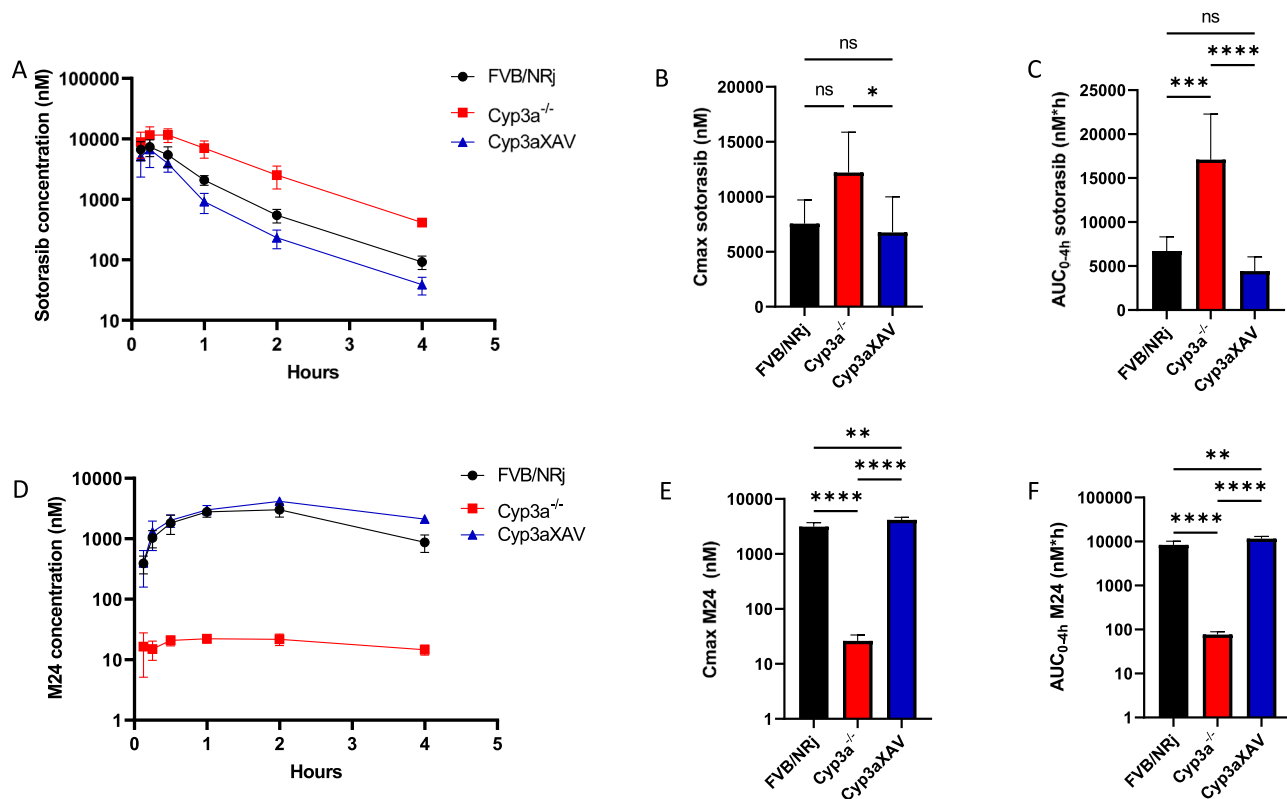 A
Sotorasib concentration (nM)
100000
10000
1000
100
10
0
1
2
3
4
5
Hours
FVB/NRj
Cyp3a-/-
Cyp3aXAV
B
Cmax sotorasib (nM)
20000
15000
10000
5000
0
ns
ns
*
FVB/NRj
Cyp3a-/-
Cyp3aXAV
C
AUC0-4h sotorasib (nM*h)
25000
20000
15000
10000
5000
0
ns
****
***
FVB/NRj
Cyp3a-/-
Cyp3aXAV
D
M24 concentration (nM)
10000
1000
100
10
1
0
1
2
3
4
5
Hours
FVB/NRj
Cyp3a-/-
Cyp3aXAV
E
Cmax M24 (nM)
10000
1000
100
10
1
**
****
****
FVB/NRj
Cyp3a-/-
Cyp3aXAV
F
AUC0-4h M24 (nM*h)
100000
10000
1000
100
10
1
**
****
****
FVB/NRj
Cyp3a-/-
Cyp3aXAV